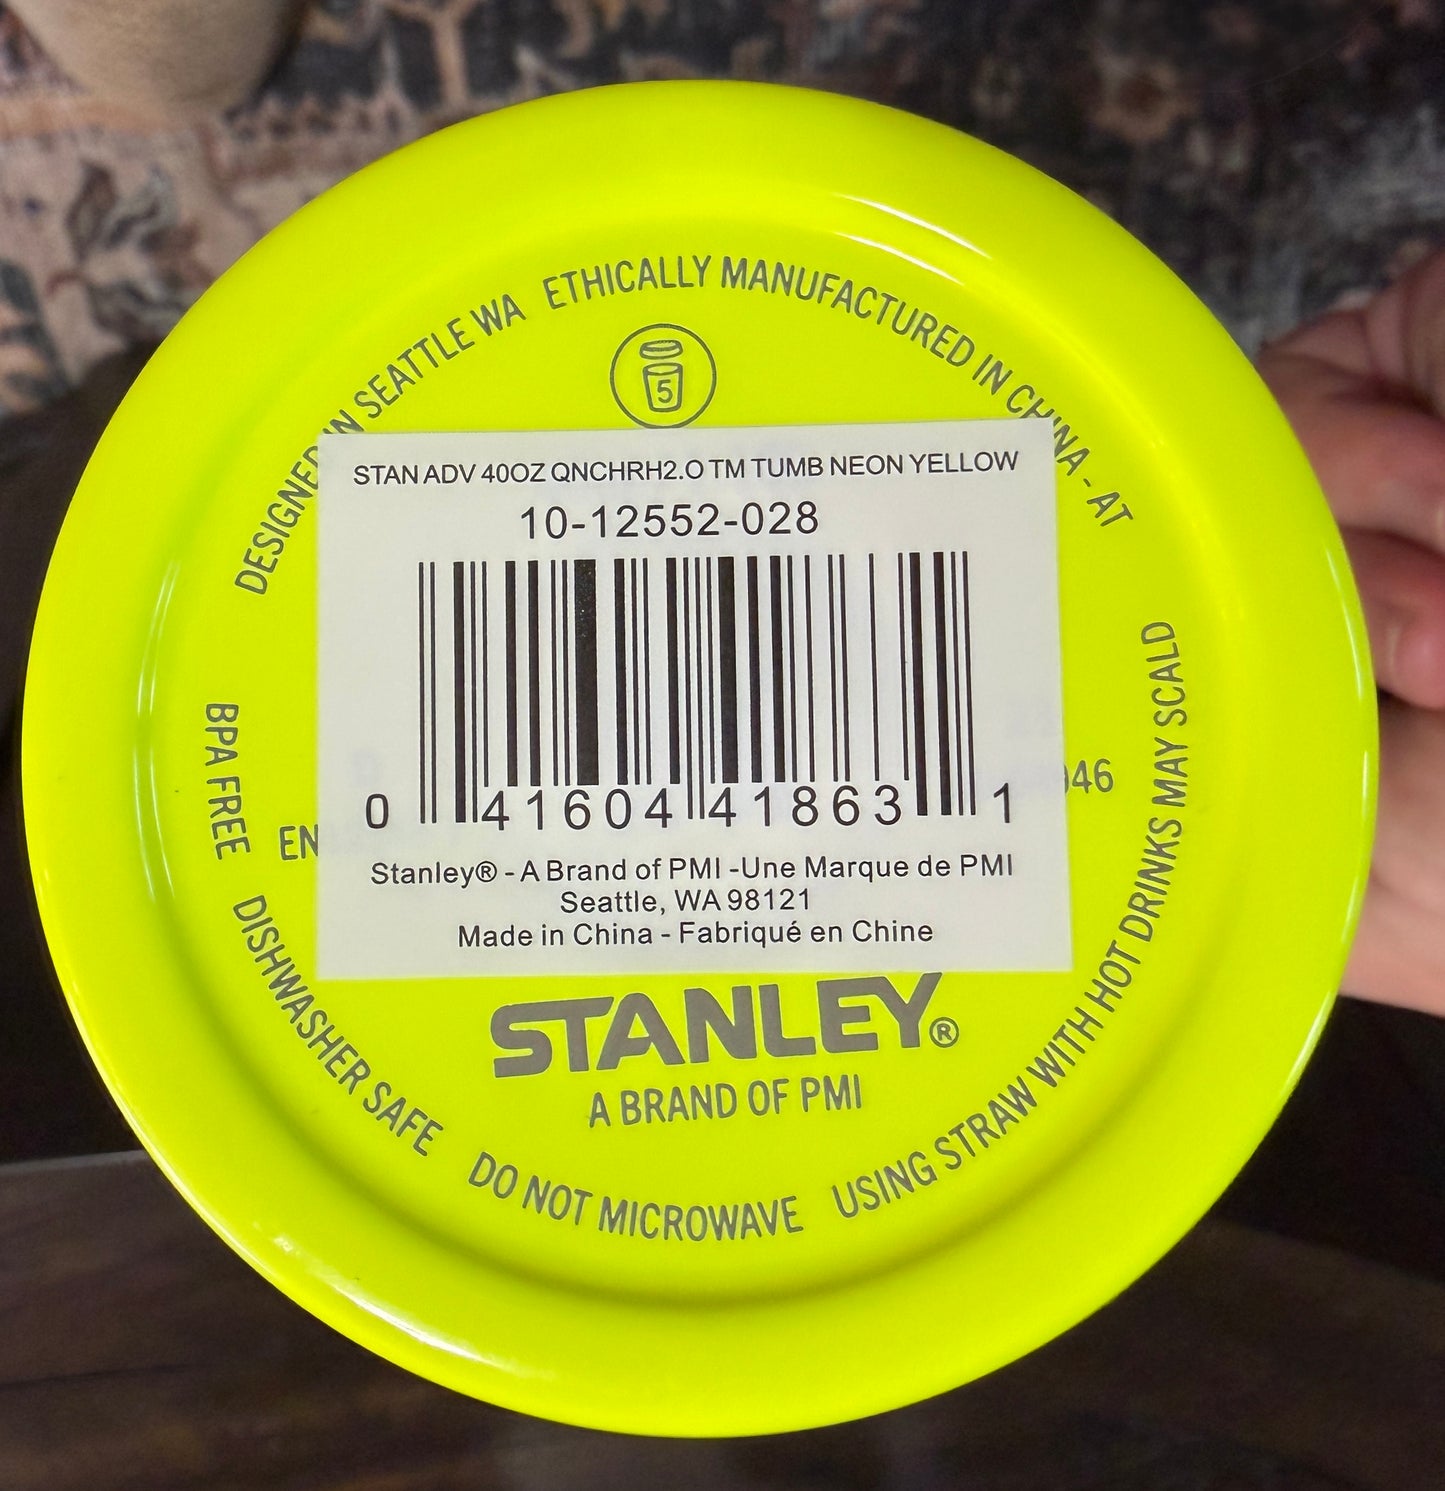 DESIGNED IN SEATTLE WA ETHICALLY MANUFACTURED IN CHINA - AT
5
STAN ADV 40OZ QNCHRH2.O TM TUMB NEON YELLOW
10-12552-028
0 41604 41863 1
Stanley® - A Brand of PMI -Une Marque de PMI
Seattle, WA 98121
Made in China - Fabriqué en Chine
EN
46
STANLEY®
A BRAND OF PMI
BPA FREE DISHWASHER SAFE DO NOT MICROWAVE USING STRAW WITH HOT DRINKS MAY SCALD